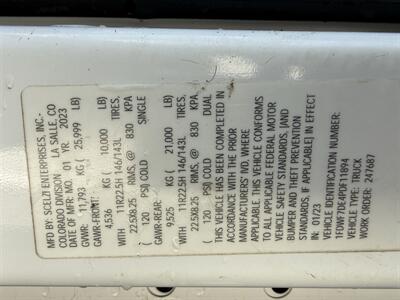 MFD BY: SCELZI ENTERPRISES, INC.-
COLORADO DIVISION LA SALLE, CO
DATE OF MFG: MO. 01 YR. 2023
GVWR: 11,793 KG ( 25,999 LB)
GAWR-FRONT:
4,536 KG ( 10,000 LB)
WITH 11R22.5H 146/143L TIRES,
22.5X8.25 RIMS, @ 830 KPA
( 120 PSI) COLD SINGLE
GAWR-REAR:
9,525 KG ( 21,000 LB)
WITH 11R22.5H 146/143L TIRES,
22.5X8.25 RIMS, @ 830 KPA
( 120 PSI) COLD DUAL
THIS VEHICLE HAS BEEN COMPLETED IN
ACCORDANCE WITH THE PRIOR
MANUFACTURERS' IVD, WHERE
APPLICABLE. THIS VEHICLE CONFORMS
TO ALL APPLICABLE FEDERAL MOTOR
VEHICLE SAFETY STANDARDS, [AND
BUMPER AND THEFT PREVENTION
STANDARDS, IF APPLICABLE] IN EFFECT
IN 01/23
VEHICLE IDENTIFICATION NUMBER:
1FDWF7DE4PDF11894
VEHICLE TYPE: TRUCK
WORK ORDER: 247687